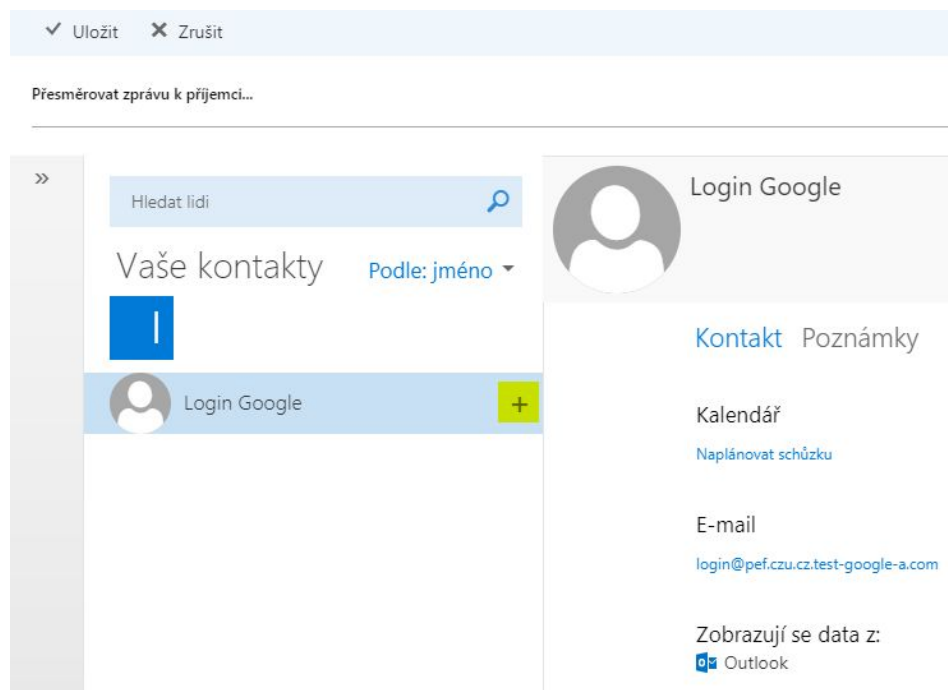 Uložit Zrušit
Přesměrovat zprávu k příjemci...
»
Hledat lidi
Vaše kontakty Podle: jméno
l
Login Google +
Login Google
Kontakt Poznámky
Kalendář
Naplánovat schůzku
E-mail
login@pef.czu.cz.test-google-a.com
Zobrazují se data z:
Outlook